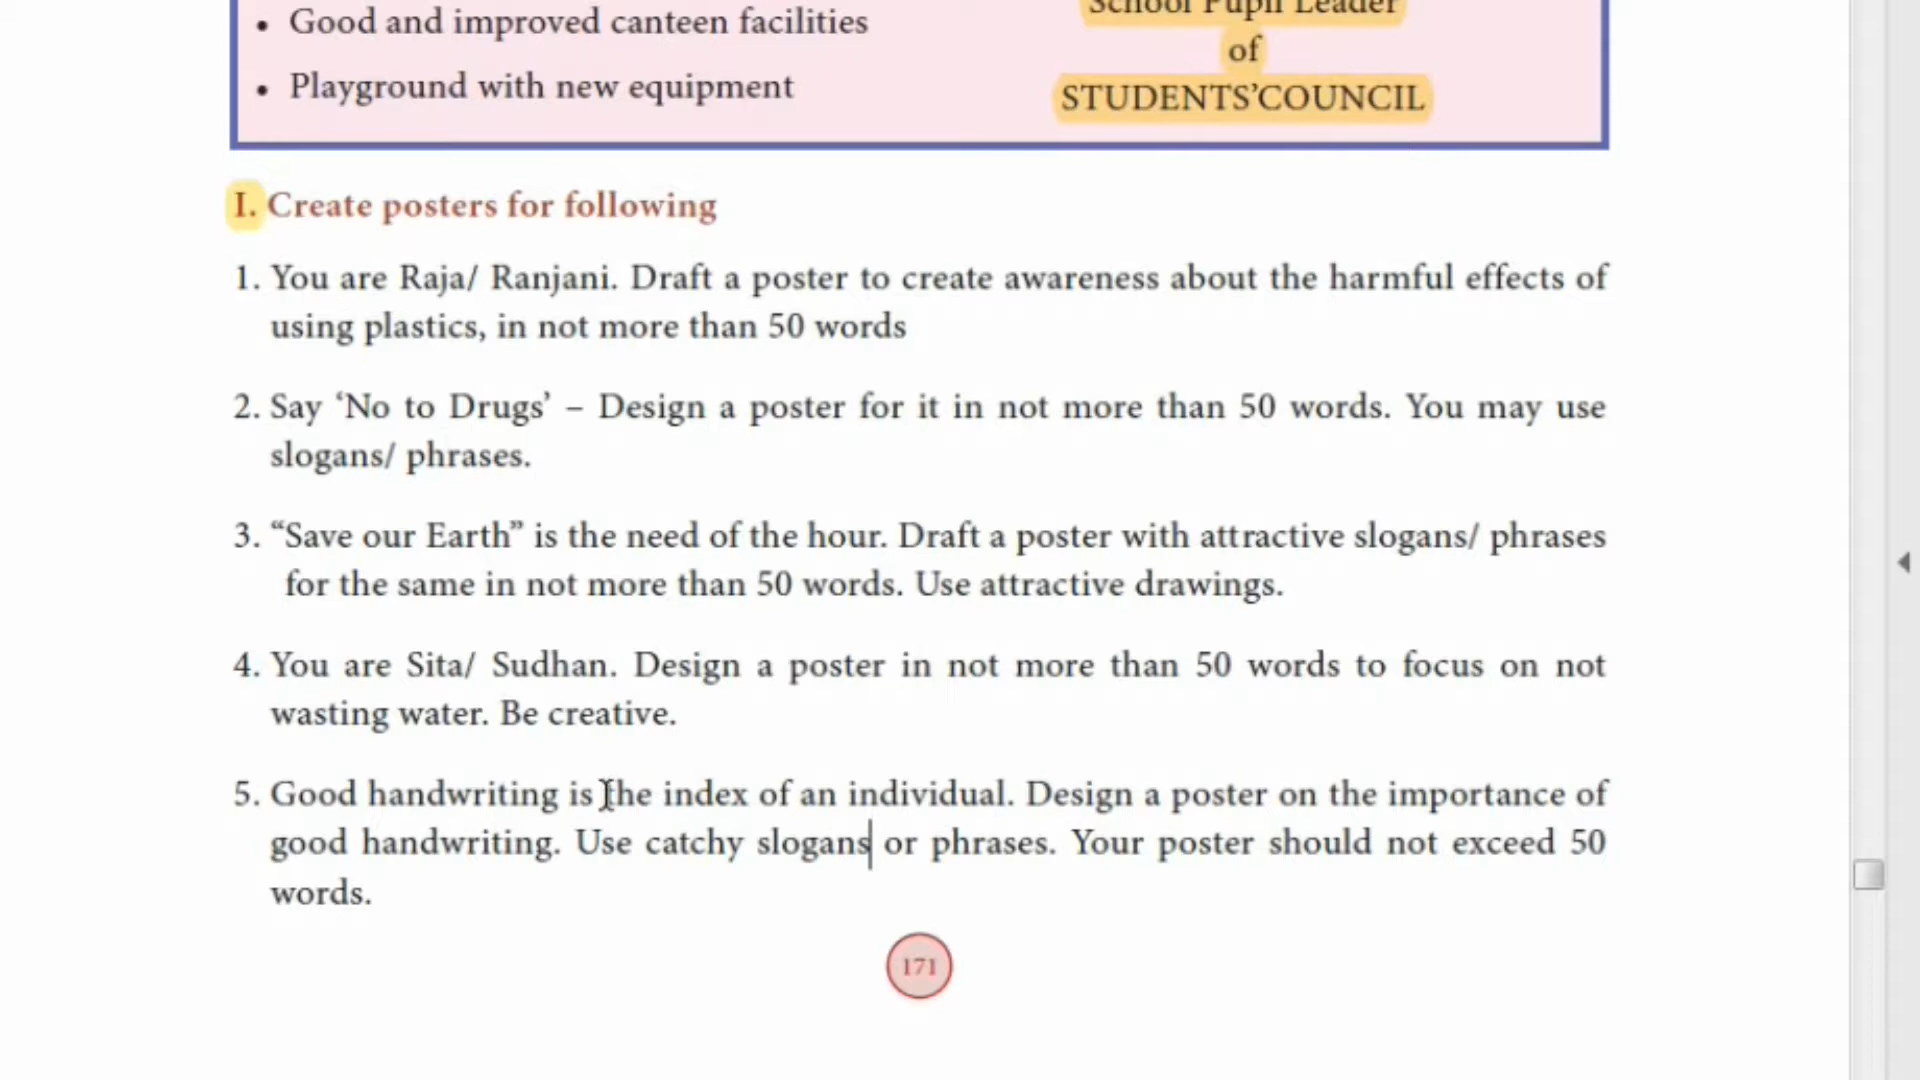 • Good and improved canteen facilities
School Pupil Leader
of
• Playground with new equipment
STUDENTS’COUNCIL
I. Create posters for following
1. You are Raja/ Ranjani. Draft a poster to create awareness about the harmful effects of
using plastics, in not more than 50 words
2. Say ‘No to Drugs’ – Design a poster for it in not more than 50 words. You may use
slogans/ phrases.
3. “Save our Earth” is the need of the hour. Draft a poster with attractive slogans/ phrases
for the same in not more than 50 words. Use attractive drawings.
4. You are Sita/ Sudhan. Design a poster in not more than 50 words to focus on not
wasting water. Be creative.
5. Good handwriting is the index of an individual. Design a poster on the importance of
good handwriting. Use catchy slogans or phrases. Your poster should not exceed 50
words.
171